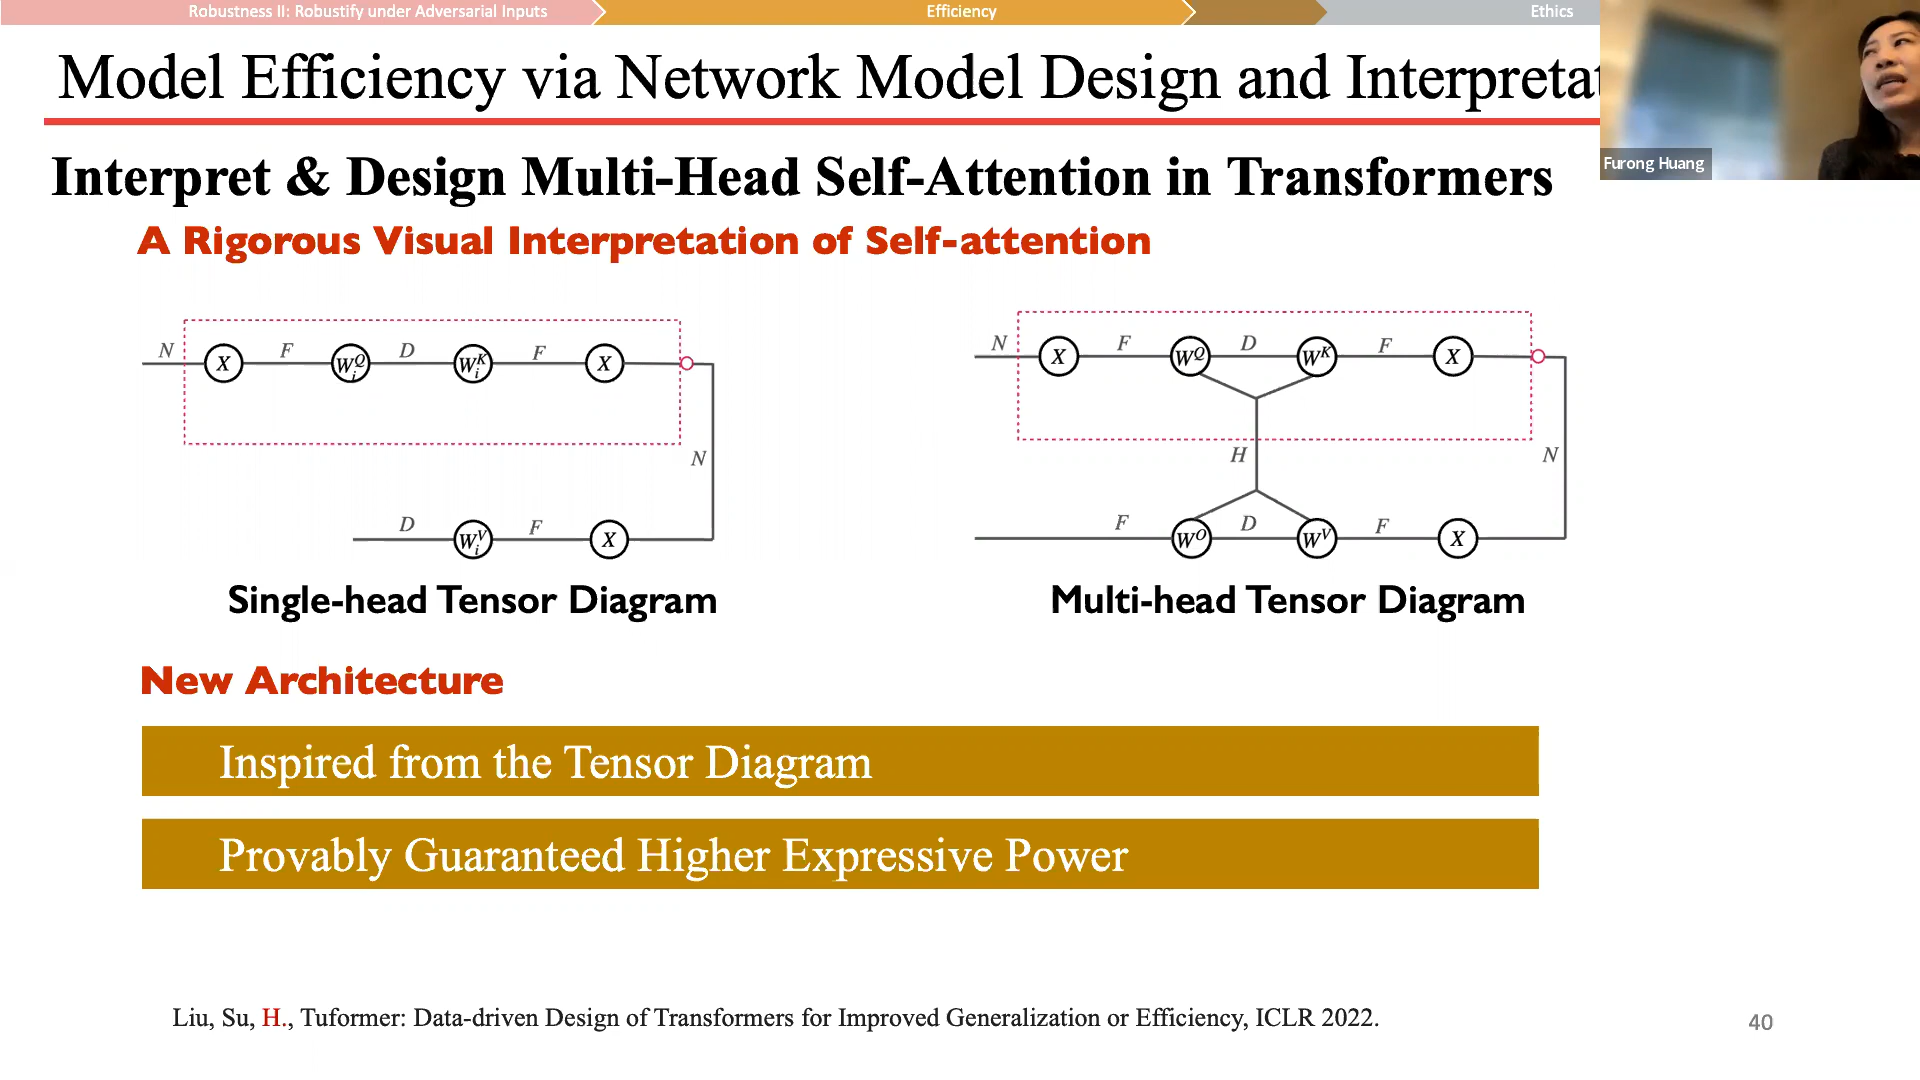 Robustness II: Robustify under Adversarial Inputs
Efficiency
Ethics
Model Efficiency via Network Model Design and Interpretat
Furong Huang
Interpret & Design Multi-Head Self-Attention in Transformers
A Rigorous Visual Interpretation of Self-attention
N X F W_i^Q D W_i^K F X
N
D W_i^V F X
Single-head Tensor Diagram
N X F W^Q D W^K F X
H N
F W^O D W^V F X
Multi-head Tensor Diagram
New Architecture
Inspired from the Tensor Diagram
Provably Guaranteed Higher Expressive Power
Liu, Su, H., Tuformer: Data-driven Design of Transformers for Improved Generalization or Efficiency, ICLR 2022.
40